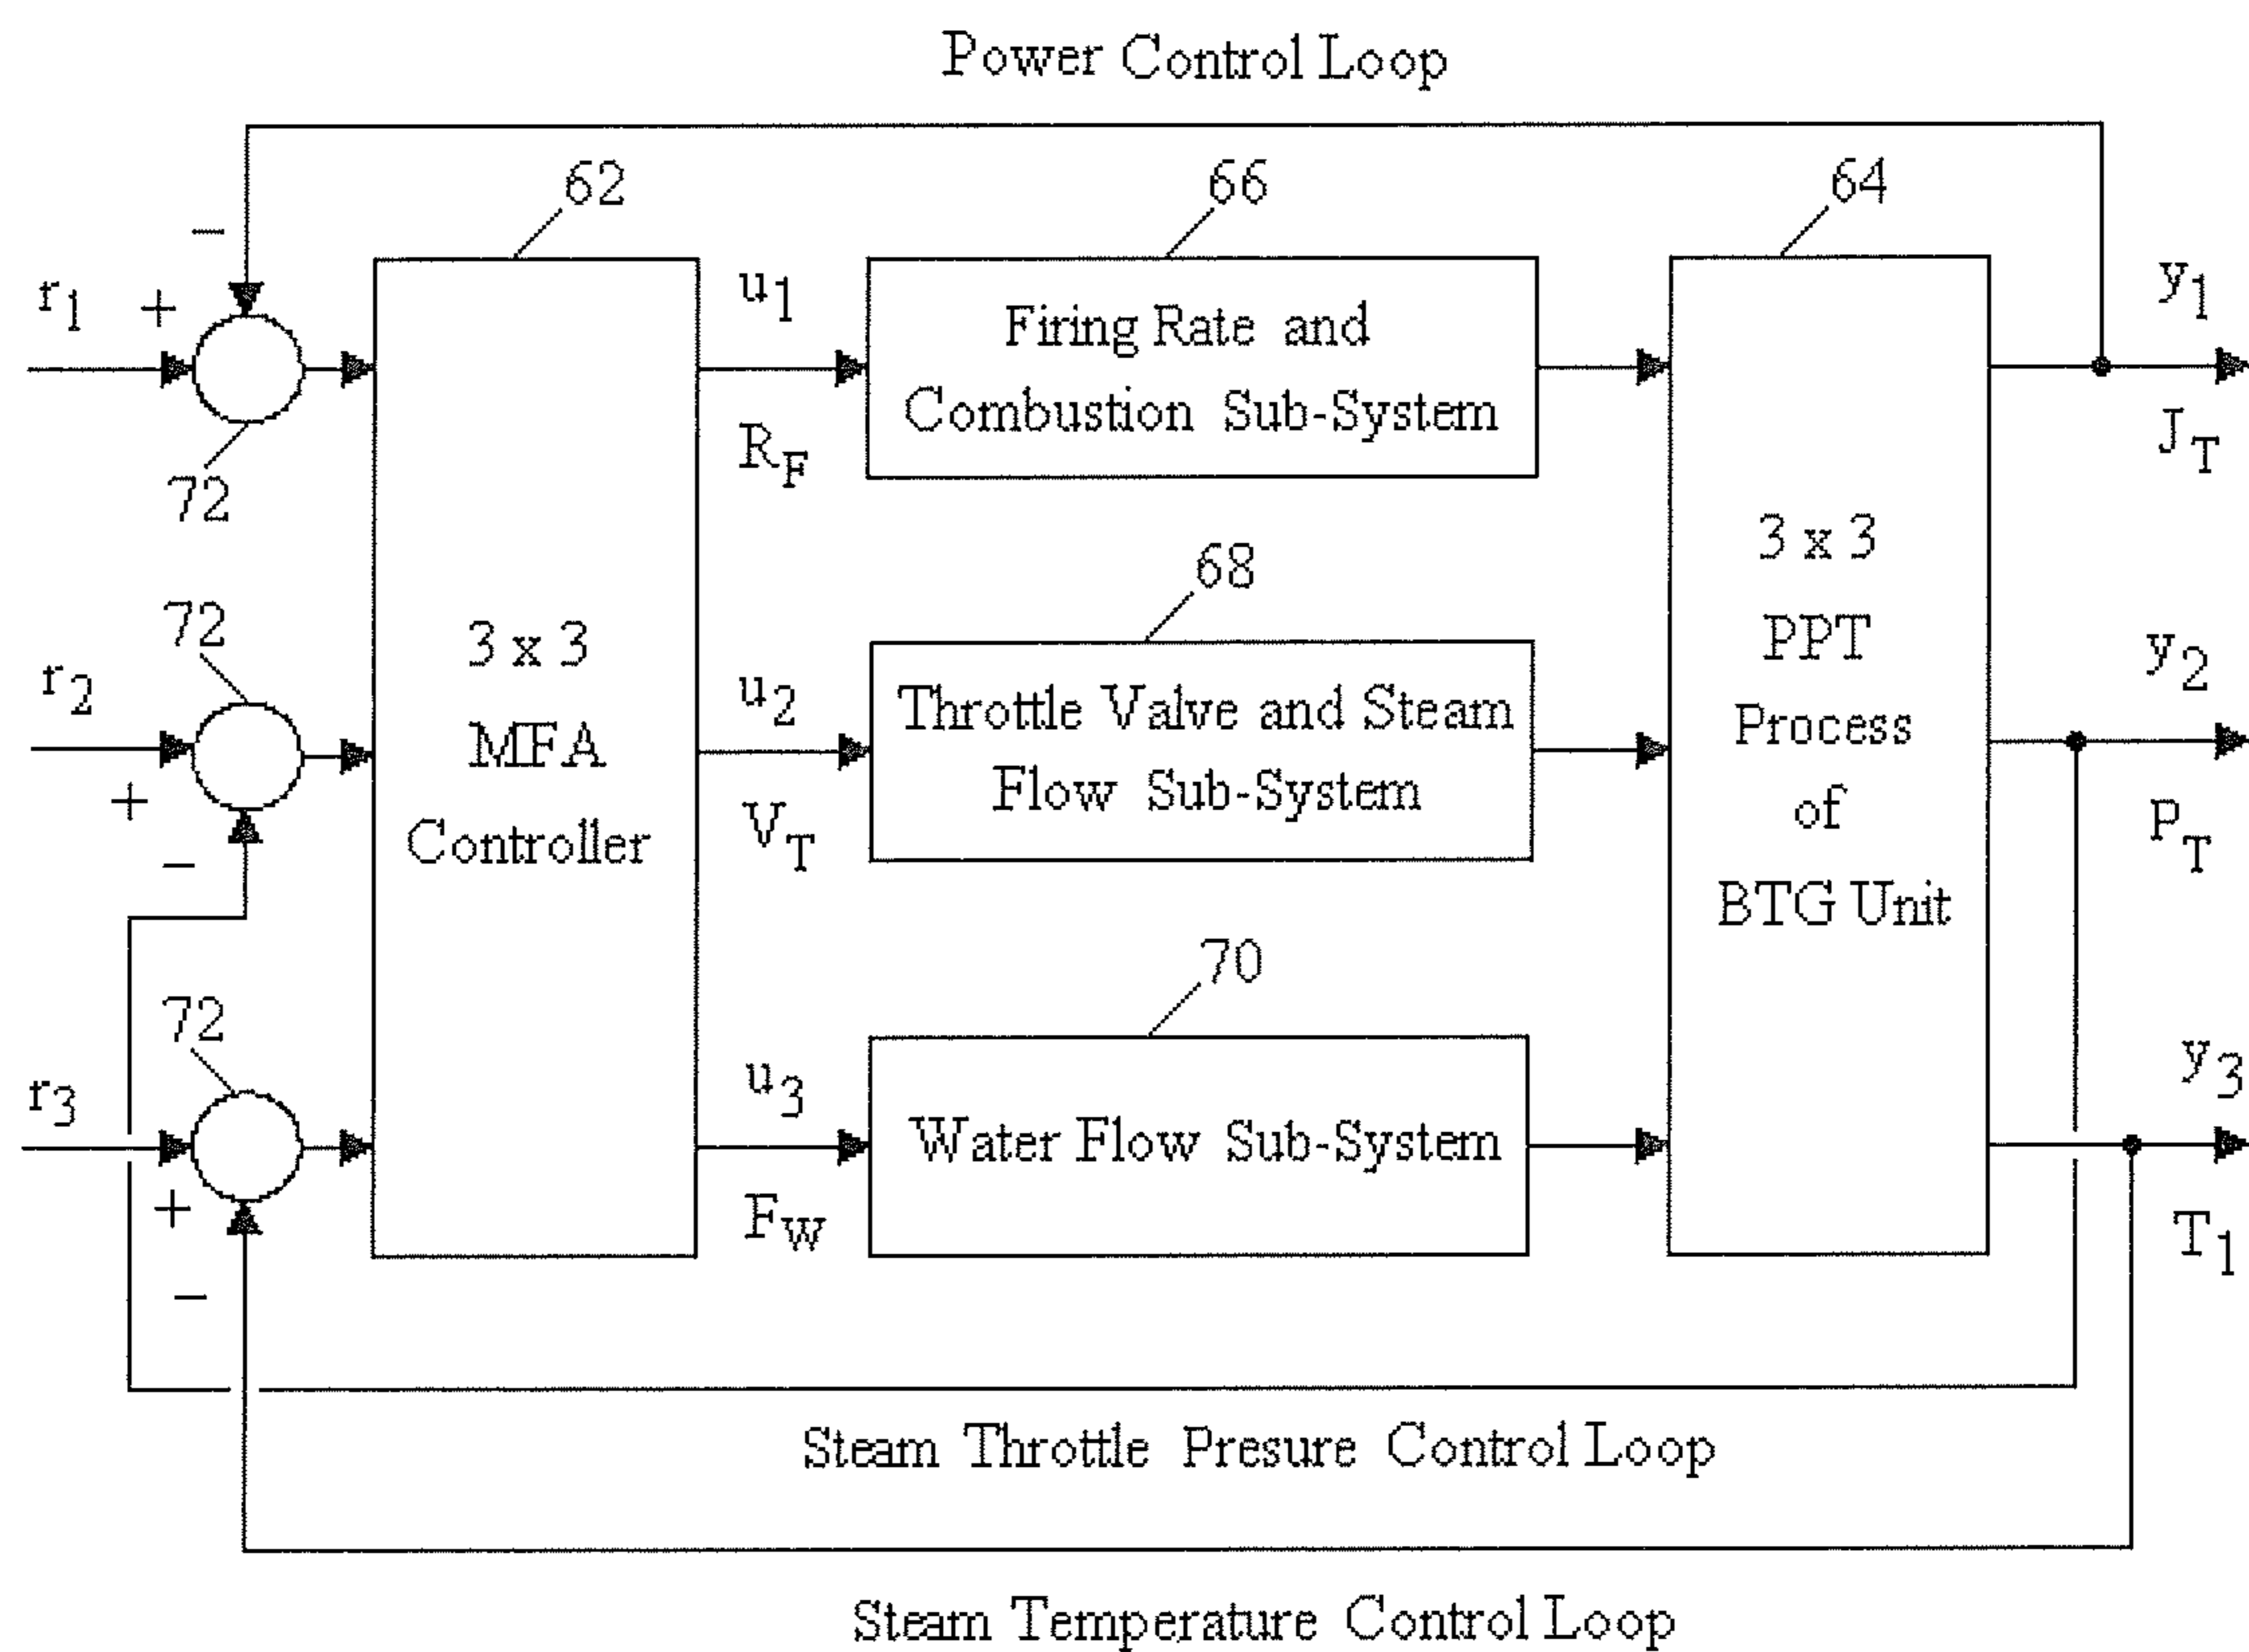 Power Control Loop
62
66
64
−
r1
+
u1
Firing Rate and
Combustion Sub-System
y1
RF
JT
72
3 x 3
PPT
Process
of
BTG Unit
68
72
3 x 3
MFA
Controller
r2
u2
Throttle Valve and Steam
Flow Sub-System
y2
+
VT
PT
−
70
72
r3
u3
Water Flow Sub-System
y3
+
FW
T1
−
Steam Throttle Presure Control Loop
Steam Temperature Control Loop